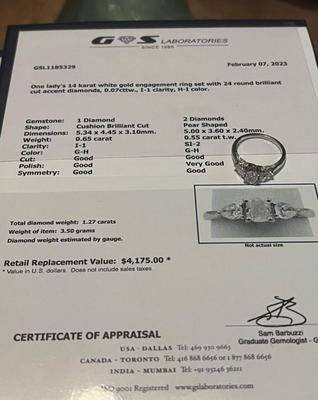 G S LABORATORIES
SINCE 1985
GSL1185329
February 07, 2023
One lady's 14 karat white gold engagement ring set with 24 round brilliant
cut accent diamonds, 0.07cttw., I-1 clarity, H-I color.
Gemstone: 1 Diamond 2 Diamonds
Shape: Cushion Brilliant Cut Pear Shaped
Dimensions: 5.34 x 4.45 x 3.10mm. 5.00 x 3.60 x 2.40mm.
Weight: 0.65 carat 0.55 carat t.w.
Clarity: I-1 SI-2
Color: G-H G-H
Cut: Good Good
Polish: Good Very Good
Symmetry: Good Good
Total diamond weight: 1.27 carats
Weight of item: 3.50 grams
Diamond weight estimated by gauge.
Not actual size
Retail Replacement Value: $4,175.00 *
* Value in U.S. dollars. Does not include sales taxes.
Sam Barbuzzi
Graduate Gemologist - G
CERTIFICATE OF APPRAISAL
USA - DALLAS Tel: 469 930 9663
CANADA - TORONTO Tel: 416 868 6656 or 1 877 868 6656
INDIA - MUMBAI Tel: +91 93246 36211
ISO 9001 Registered www.gslaboratories.com